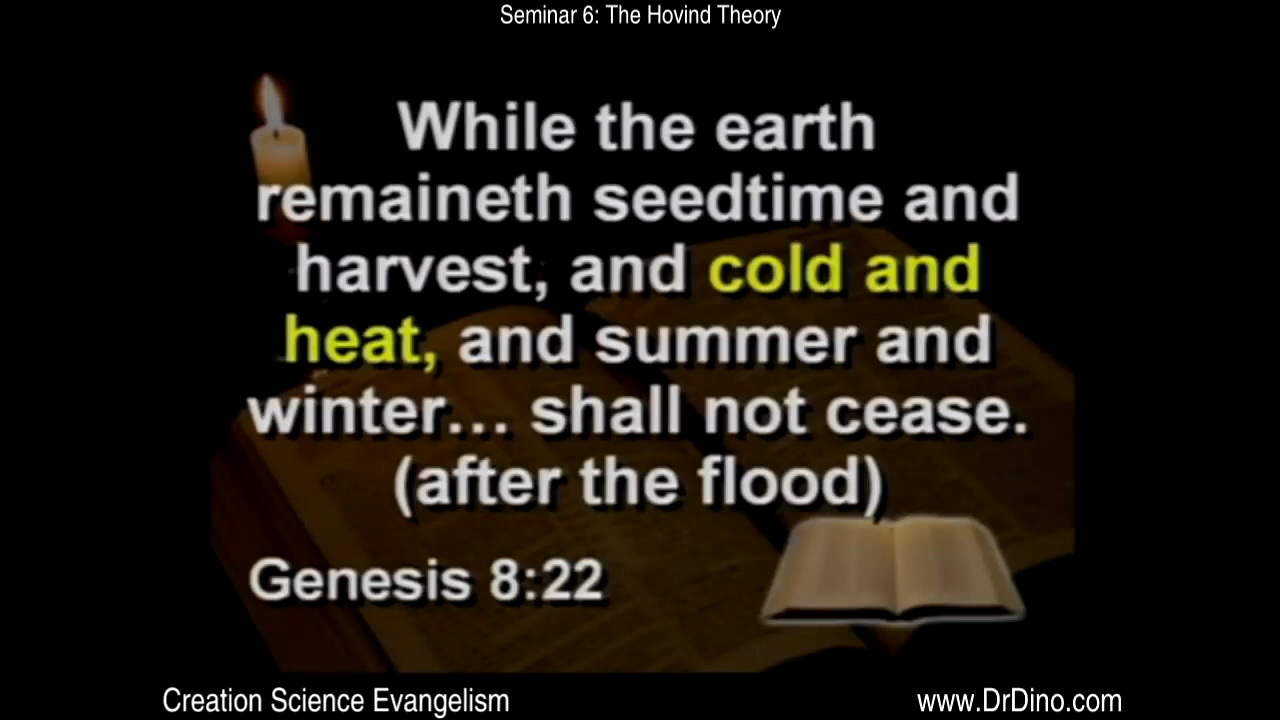 Seminar 6: The Hovind Theory
While the earth
remaineth seedtime and
harvest, and cold and
heat, and summer and
winter... shall not cease.
(after the flood)
Genesis 8:22
Creation Science Evangelism
www.DrDino.com